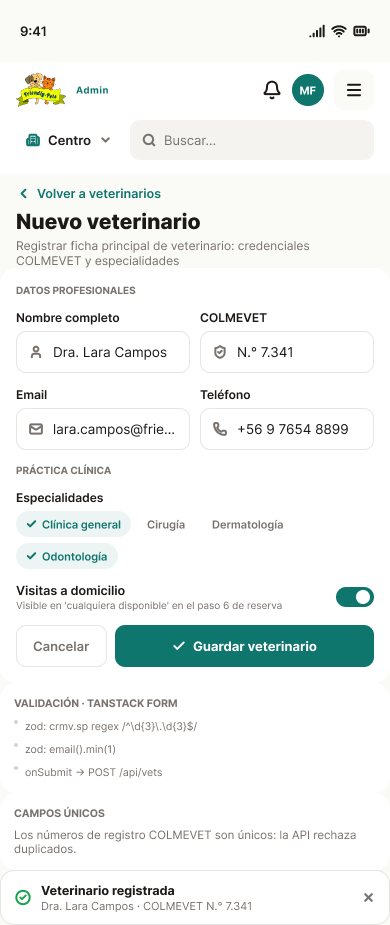 9:41
Friendly-Pets
Admin
MF
Centro
Buscar...
Volver a veterinarios
Nuevo veterinario
Registrar ficha principal de veterinario: credenciales
COLMEVET y especialidades
DATOS PROFESIONALES
Nombre completo
COLMEVET
Dra. Lara Campos
N.° 7.341
Email
Teléfono
lara.campos@frie...
+56 9 7654 8899
PRÁCTICA CLÍNICA
Especialidades
Clínica general
Cirugía
Dermatología
Odontología
Visitas a domicilio
Visible en 'cualquiera disponible' en el paso 6 de reserva
Cancelar
Guardar veterinario
VALIDACIÓN · TANSTACK FORM
zod: crmv.sp regex /^\d{3}\.\d{3}$/
zod: email().min(1)
onSubmit → POST /api/vets
CAMPOS ÚNICOS
Los números de registro COLMEVET son únicos: la API rechaza
duplicados.
Veterinario registrada
Dra. Lara Campos · COLMEVET N.° 7.341